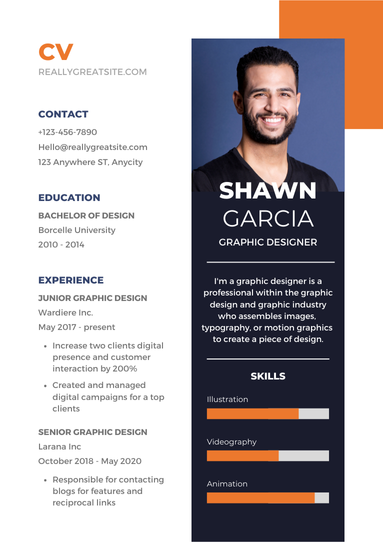 CV
REALLYGREATSITE.COM
CONTACT
+123-456-7890
Hello@reallygreatsite.com
123 Anywhere ST, Anycity
EDUCATION
BACHELOR OF DESIGN
Borcelle University
2010 - 2014
EXPERIENCE
JUNIOR GRAPHIC DESIGN
Wardiere Inc.
May 2017 - present
• Increase two clients digital
presence and customer
interaction by 200%
• Created and managed
digital campaigns for a top
clients
SENIOR GRAPHIC DESIGN
Larana Inc
October 2018 - May 2020
• Responsible for contacting
blogs for features and
reciprocal links
SHAWN
GARCIA
GRAPHIC DESIGNER
I'm a graphic designer is a
professional within the graphic
design and graphic industry
who assembles images,
typography, or motion graphics
to create a piece of design.
SKILLS
Illustration
Videography
Animation